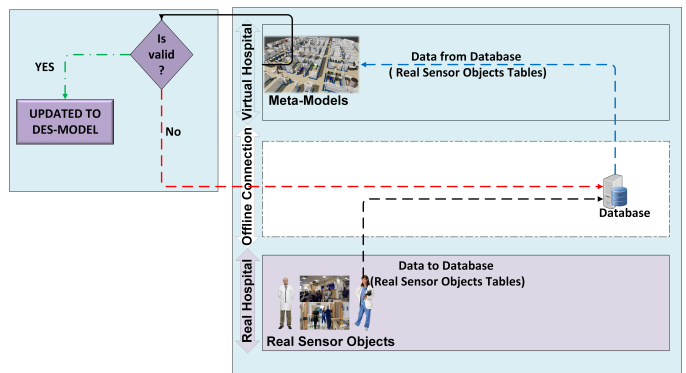 Is
valid
?
YES
UPDATED TO
DES-MODEL
No
Virtual Hospital
Meta-Models
Data from Database
( Real Sensor Objects Tables)
Offline Connection
Database
Real Hospital
Data to Database
(Real Sensor Objects Tables)
Real Sensor Objects